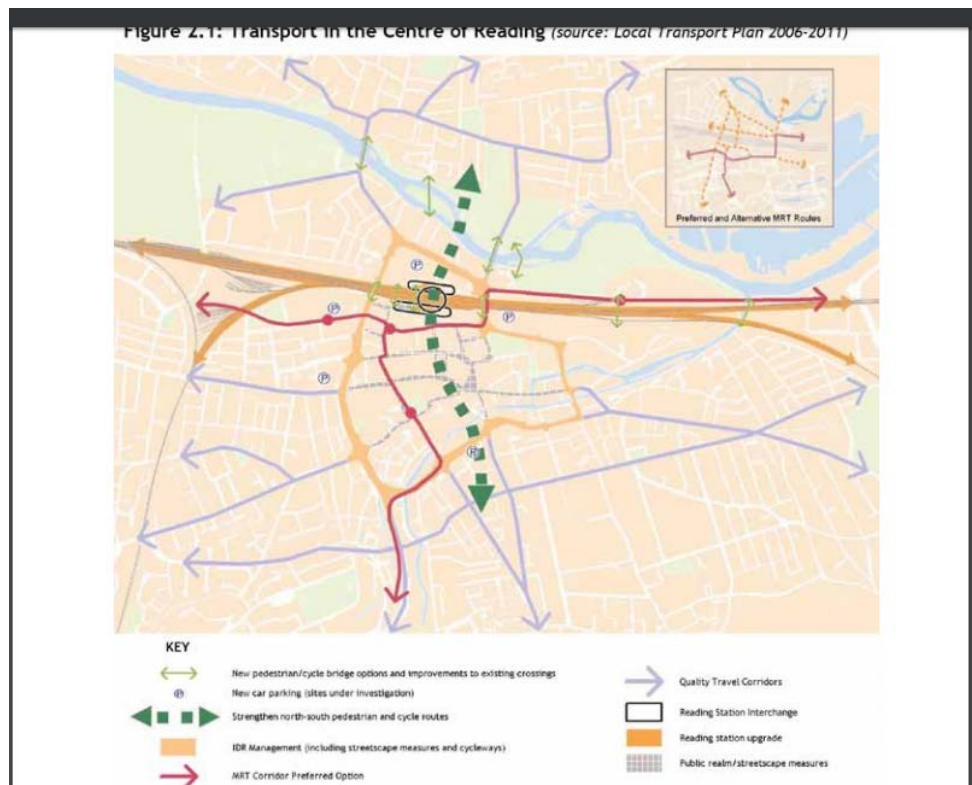 Figure 2.1: Transport in the Centre of Reading (source: Local Transport Plan 2006-2011)
Preferred and Alternative MRT Routes
P
P
P
P
P
KEY
New pedestrian/cycle bridge options and improvements to existing crossings
P
New car parking (sites under investigation)
Strengthen north-south pedestrian and cycle routes
IDR Management (including streetscape measures and cycleways)
MRT Corridor Preferred Option
Quality Travel Corridors
Reading Station Interchange
Reading station upgrade
Public realm/streetscape measures